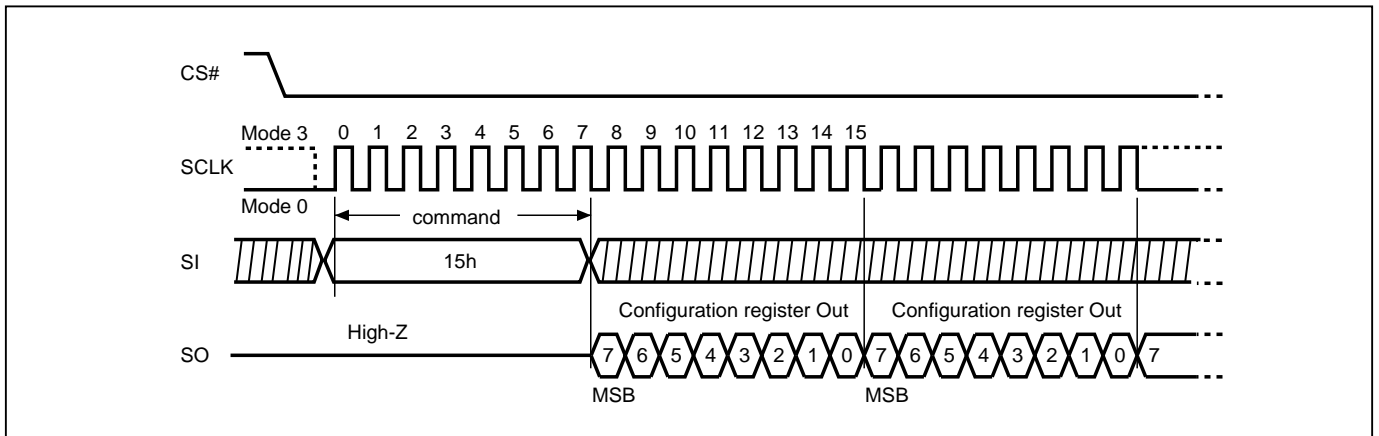 CS#
Mode 3 0 1 2 3 4 5 6 7 8 9 10 11 12 13 14 15
SCLK
Mode 0
command
SI 15h
Configuration register Out Configuration register Out
High-Z
SO 7 6 5 4 3 2 1 0 7 6 5 4 3 2 1 0 7
MSB MSB